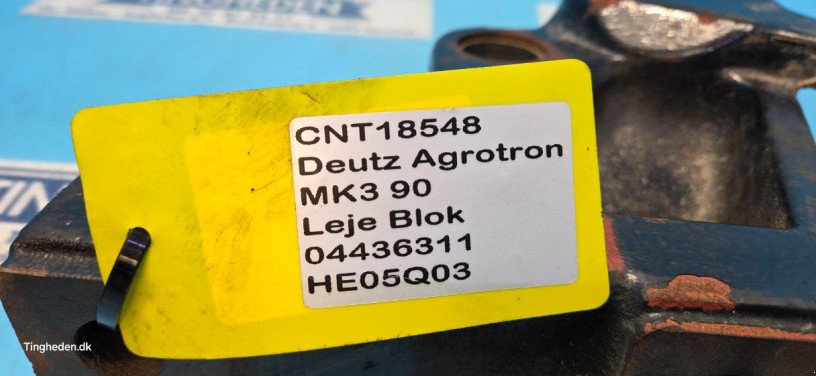 CNT18548
Deutz Agrotron
MK3 90
Leje Blok
04436311
HE05Q03
Tingheden.dk